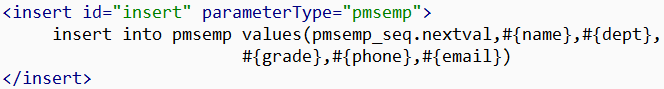 <insert id="insert" parameterType="pmsemp">
insert into pmsemp values(pmsemp_seq.nextval,#{name},#{dept},
#{grade},#{phone},#{email})
</insert>